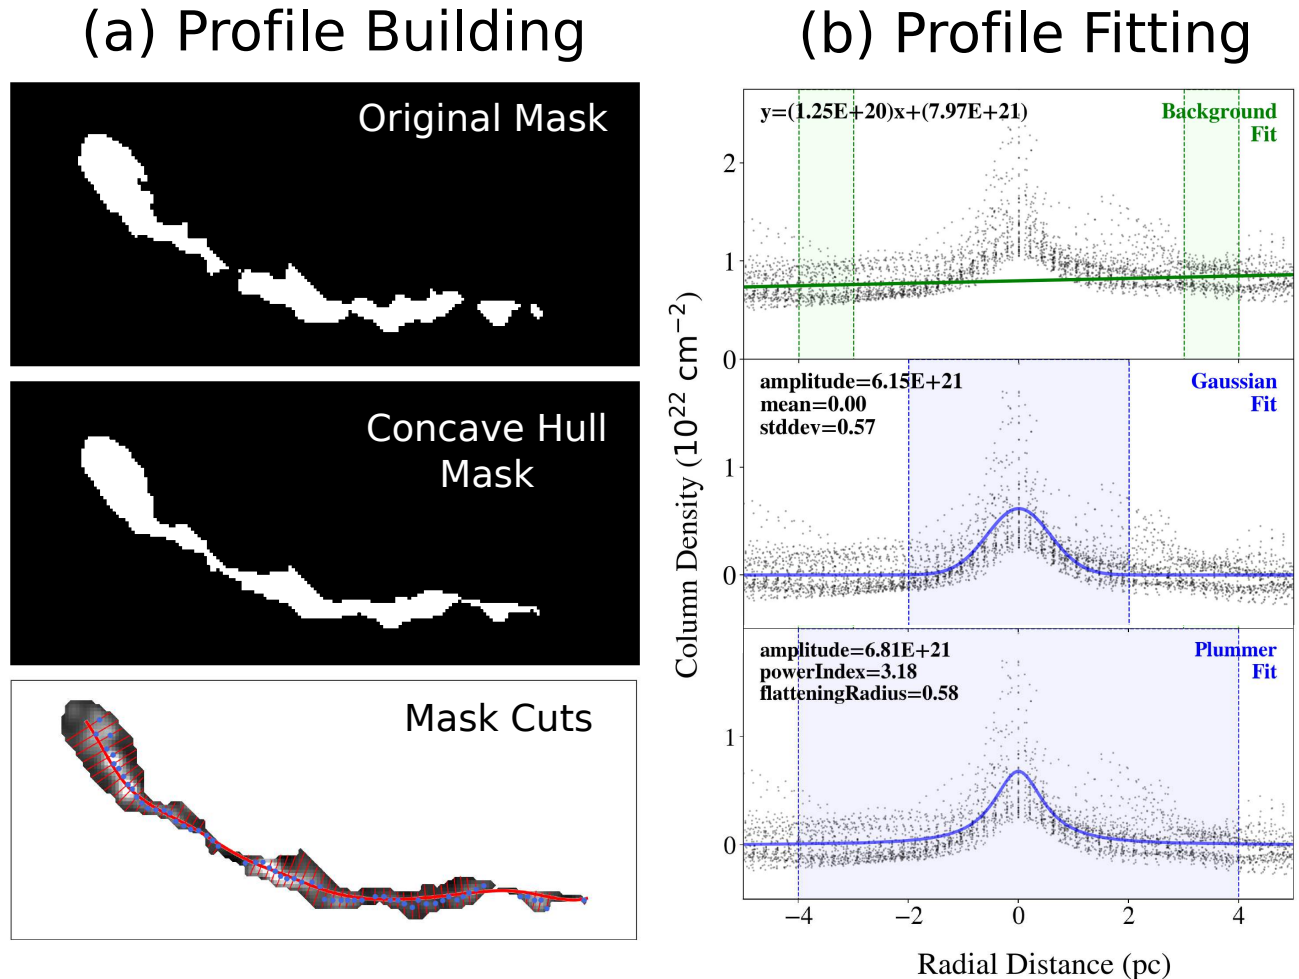 (a) Profile Building
Original Mask
Concave Hull
Mask
Mask Cuts
(b) Profile Fitting
y=(1.25E+20)x+(7.97E+21)
Background
Fit
2
1
0
amplitude=6.15E+21
mean=0.00
stddev=0.57
Gaussian
Fit
1
0
amplitude=6.81E+21
powerIndex=3.18
flatteningRadius=0.58
Plummer
Fit
1
0
−4 −2 0 2 4
Column Density (10²² cm⁻²)
Radial Distance (pc)